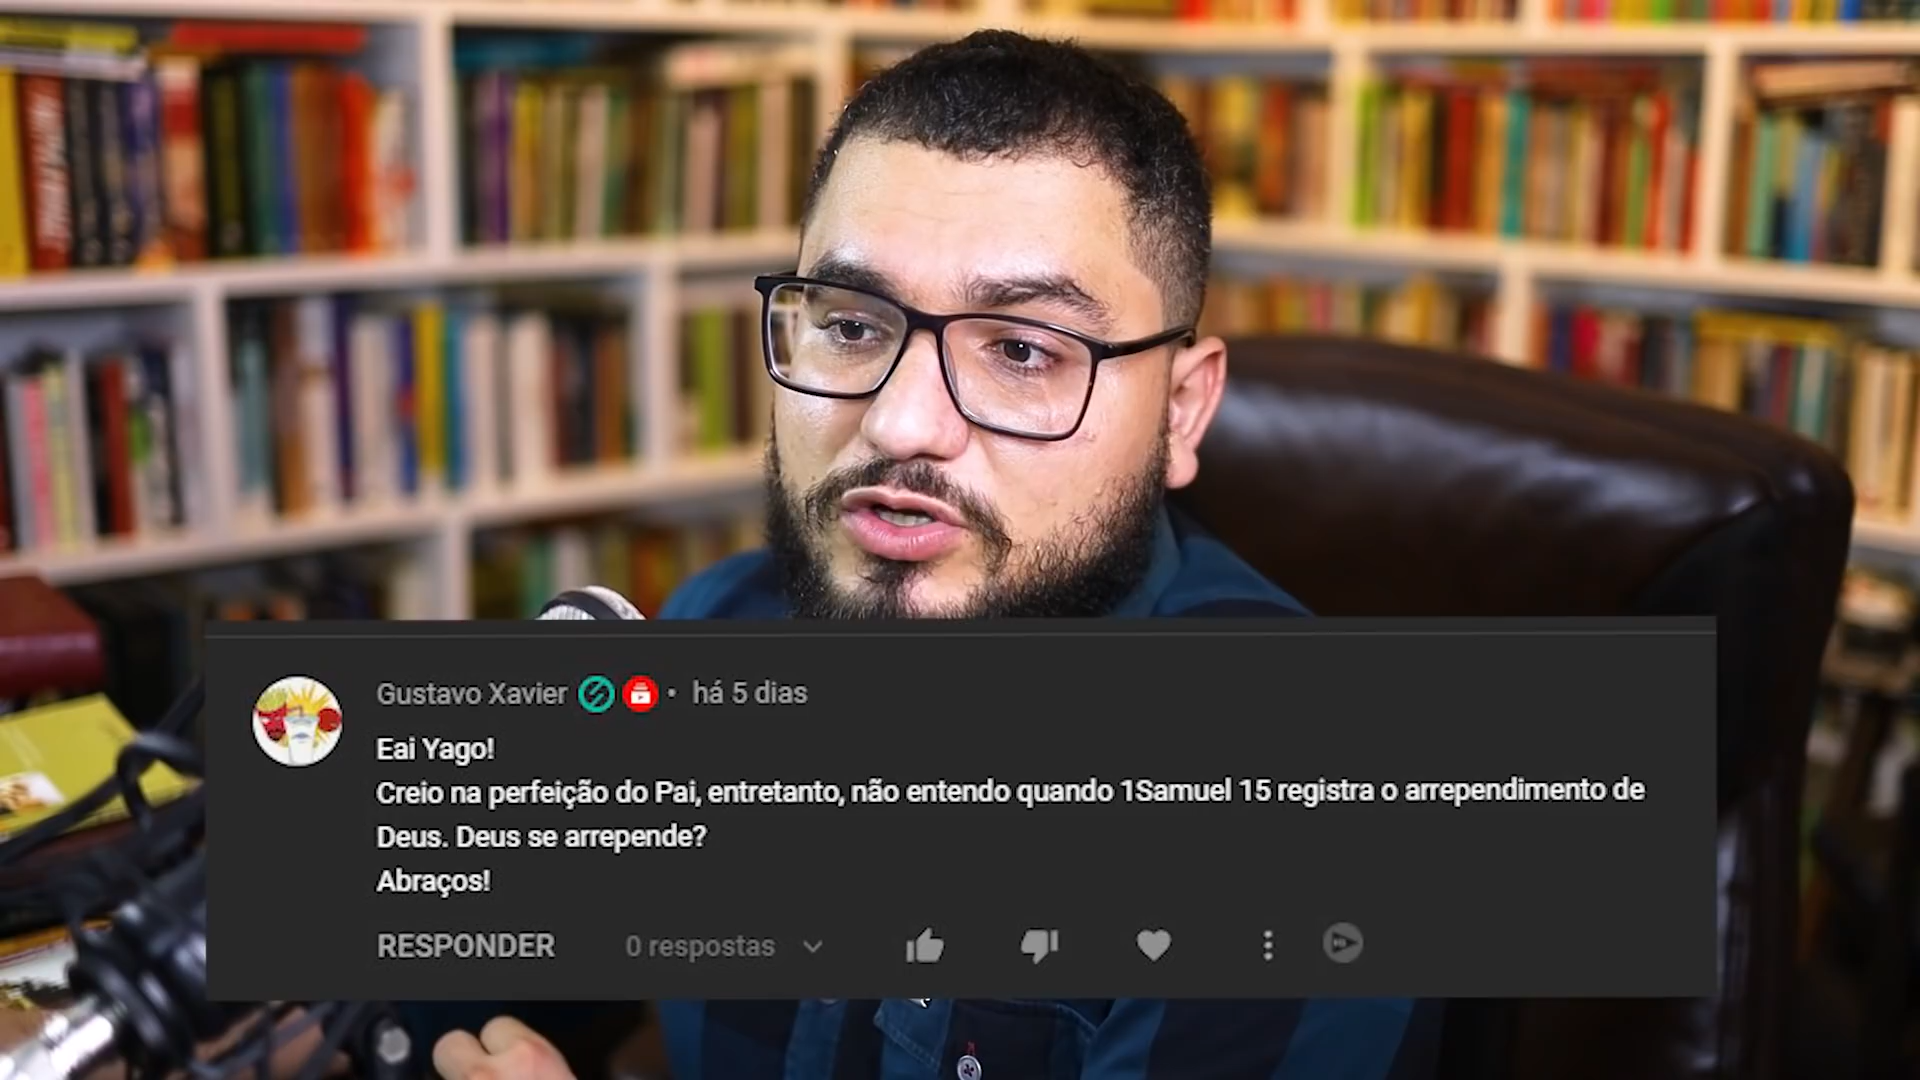 Gustavo Xavier • há 5 dias
Eai Yago!
Creio na perfeição do Pai, entretanto, não entendo quando 1Samuel 15 registra o arrependimento de
Deus. Deus se arrepende?
Abraços!
RESPONDER 0 respostas